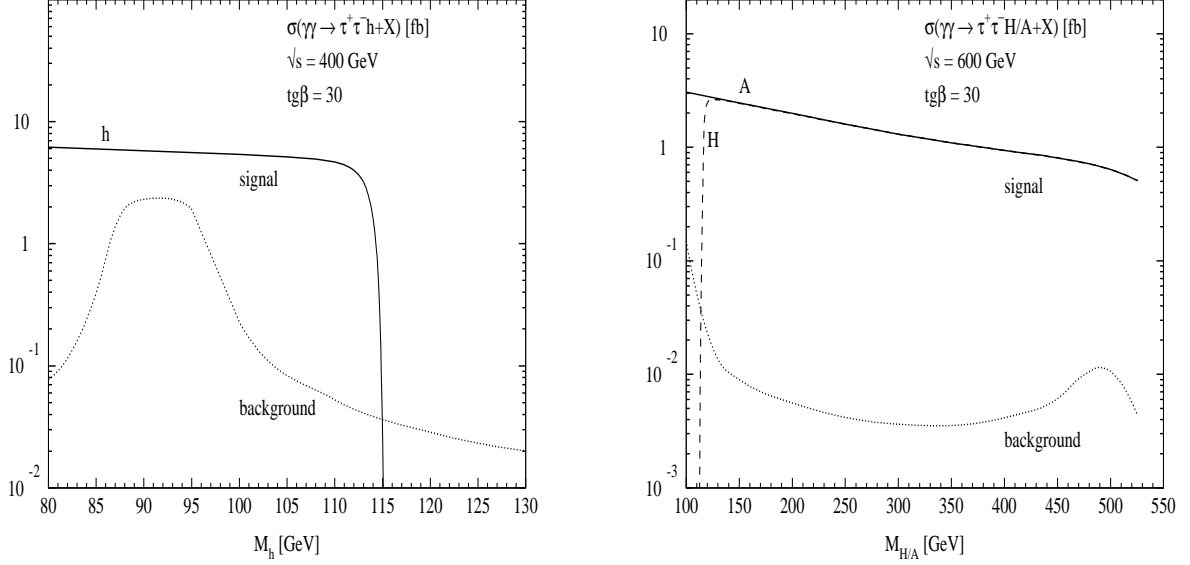 σ(γγ → τ⁺τ⁻h+X) [fb]
√s = 400 GeV
tgβ = 30
h
signal
background
10
1
10⁻¹
10⁻²
80 85 90 95 100 105 110 115 120 125 130
M_h [GeV]
σ(γγ → τ⁺τ⁻H/A+X) [fb]
√s = 600 GeV
tgβ = 30
A
H
signal
background
10
1
10⁻¹
10⁻²
10⁻³
100 150 200 250 300 350 400 450 500 550
M_H/A [GeV]